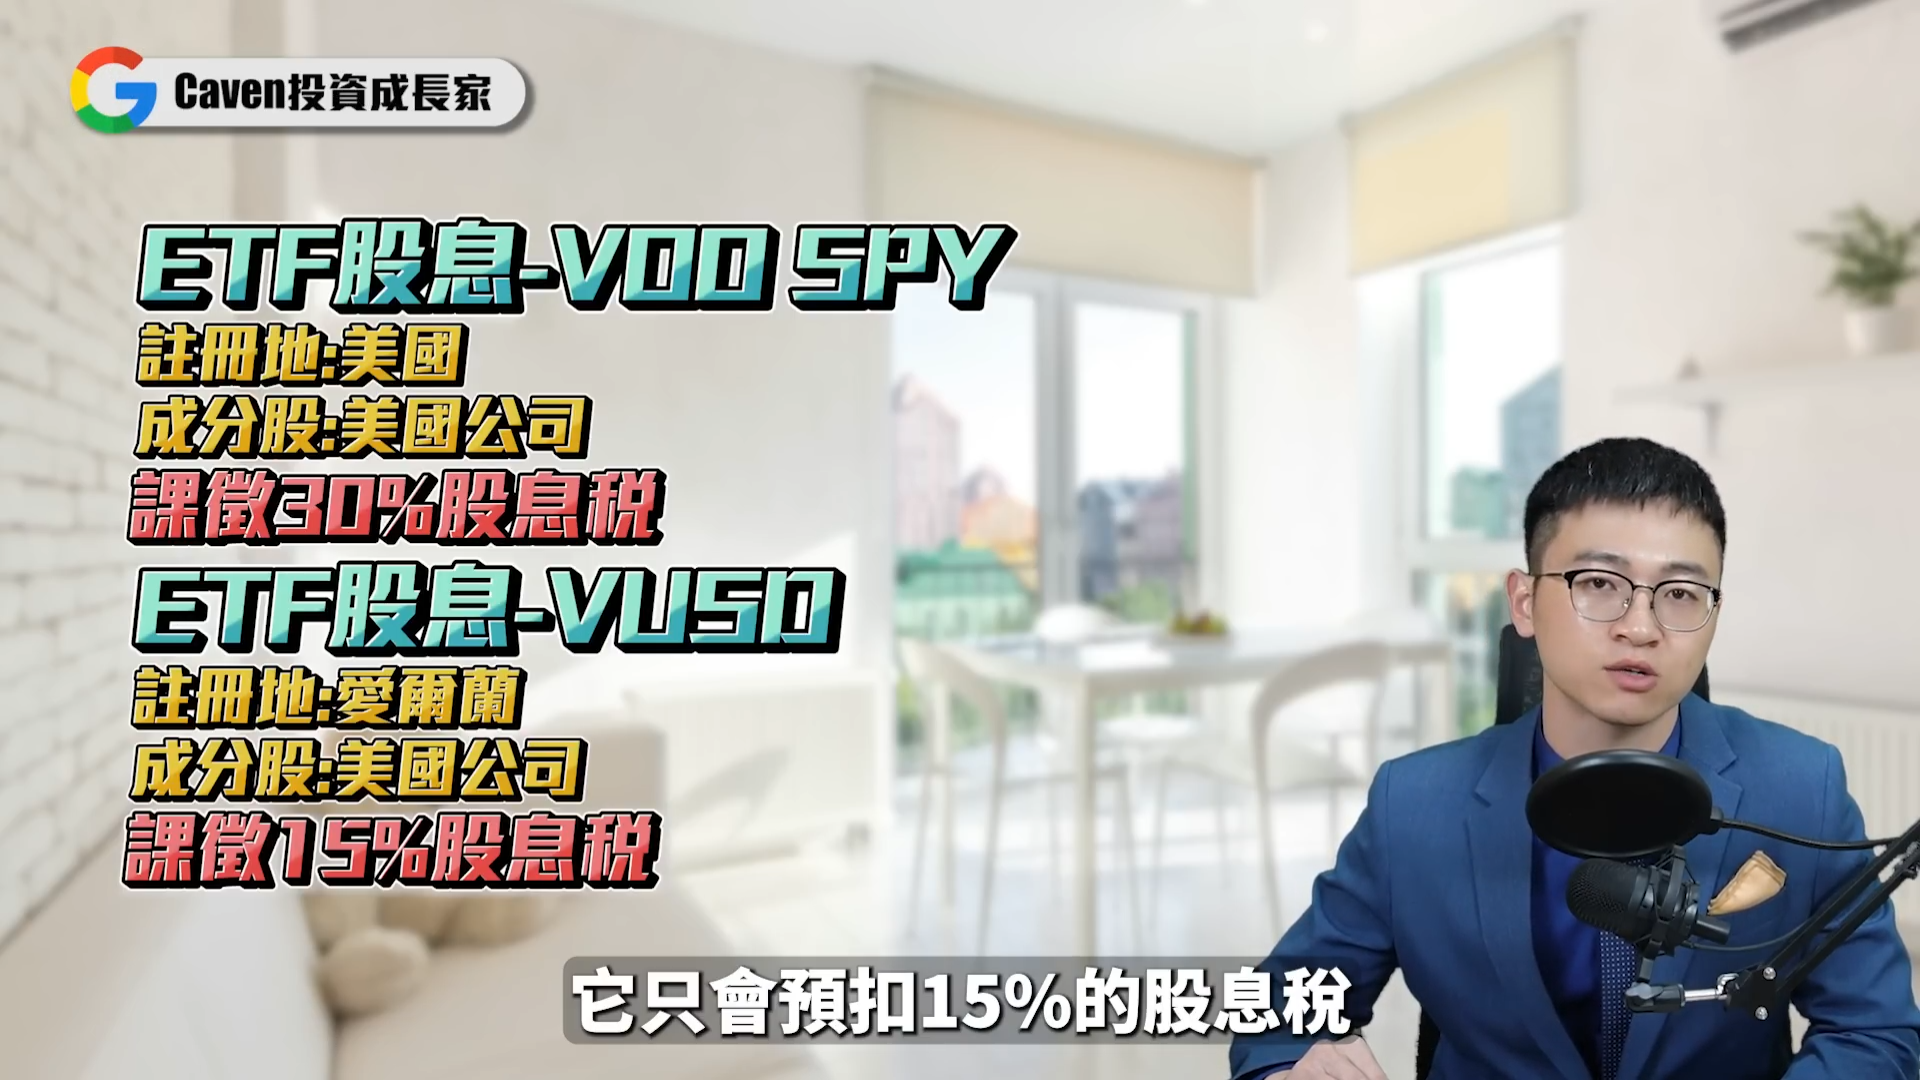 Caven投資成長家
ETF股息-VOO SPY
註冊地:美國
成分股:美國公司
課徵30%股息稅
ETF股息-VUSD
註冊地:愛爾蘭
成分股:美國公司
課徵15%股息稅
它只會預扣15%的股息稅